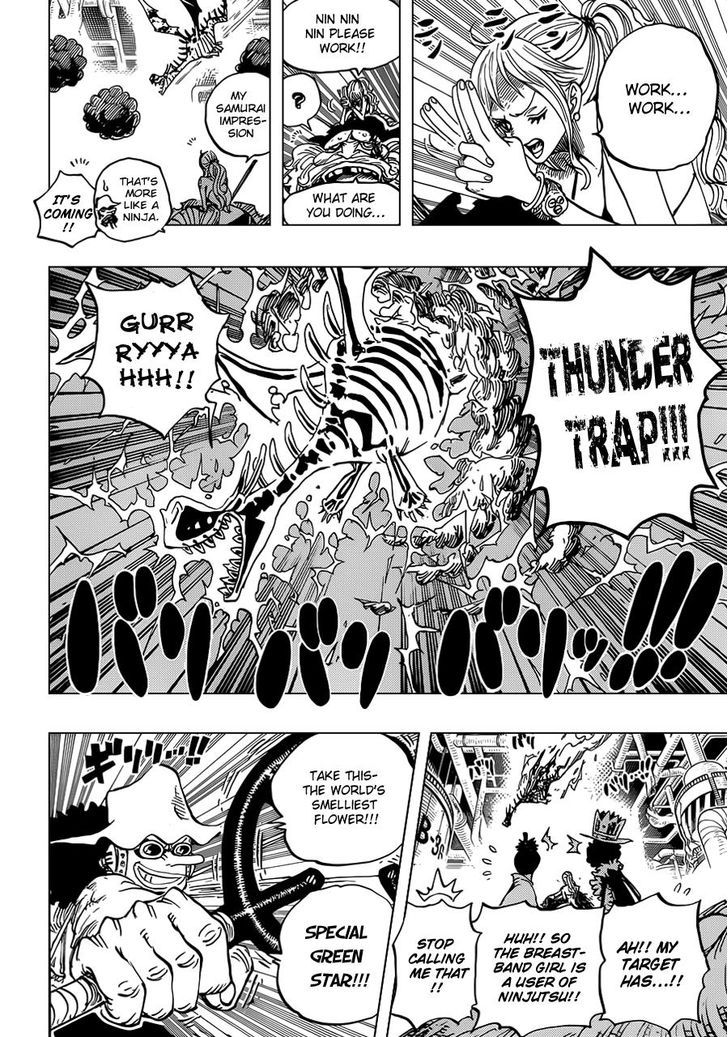 WORK...
WORK...
NIN NIN
NIN PLEASE
WORK!!
?
WHAT ARE
YOU DOING...
MY
SAMURAI
IMPRES-
SION
THAT'S
MORE
LIKE A
NINJA.
IT'S
COMING
!!
THUNDER
TRAP!!!
GURR
RYYYA
HHH!!
バリバリバリッ!!!
AH!! MY
TARGET
HAS...!!
HUH!! SO
THE BREAST-
BAND GIRL IS
A USER OF
NINJUTSU!!
STOP
CALLING
ME THAT
!!
TAKE THIS-
THE WORLD'S
SMELLIEST
FLOWER!!!
SPECIAL
GREEN
STAR!!!
ギリリッ!!